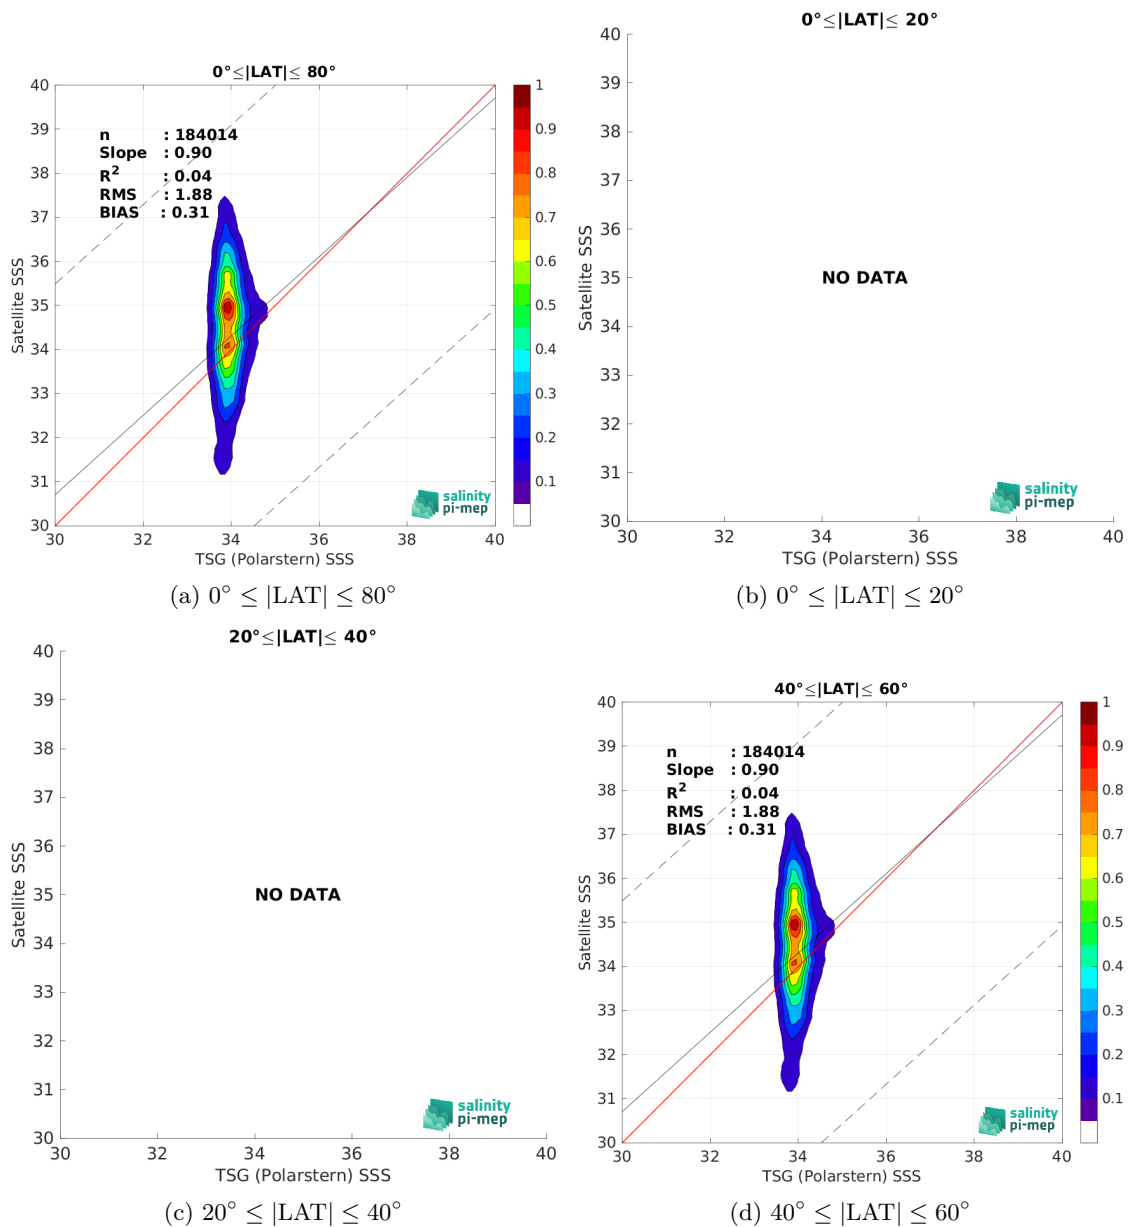 0°≤|LAT|≤ 80°
40
39
38
37
36
35
34
33
32
31
30
Satellite SSS
n : 184014
Slope : 0.90
R² : 0.04
RMS : 1.88
BIAS : 0.31
salinity
pi-mep
30 32 34 36 38 40
TSG (Polarstern) SSS
1
0.9
0.8
0.7
0.6
0.5
0.4
0.3
0.2
0.1
(a) 0° ≤ |LAT| ≤ 80°
0°≤|LAT|≤ 20°
40
39
38
37
36
35
34
33
32
31
30
Satellite SSS
NO DATA
salinity
pi-mep
30 32 34 36 38 40
TSG (Polarstern) SSS
(b) 0° ≤ |LAT| ≤ 20°
20°≤|LAT|≤ 40°
40
39
38
37
36
35
34
33
32
31
30
Satellite SSS
NO DATA
salinity
pi-mep
30 32 34 36 38 40
TSG (Polarstern) SSS
(c) 20° ≤ |LAT| ≤ 40°
40°≤|LAT|≤ 60°
40
39
38
37
36
35
34
33
32
31
30
Satellite SSS
n : 184014
Slope : 0.90
R² : 0.04
RMS : 1.88
BIAS : 0.31
salinity
pi-mep
30 32 34 36 38 40
TSG (Polarstern) SSS
1
0.9
0.8
0.7
0.6
0.5
0.4
0.3
0.2
0.1
(d) 40° ≤ |LAT| ≤ 60°